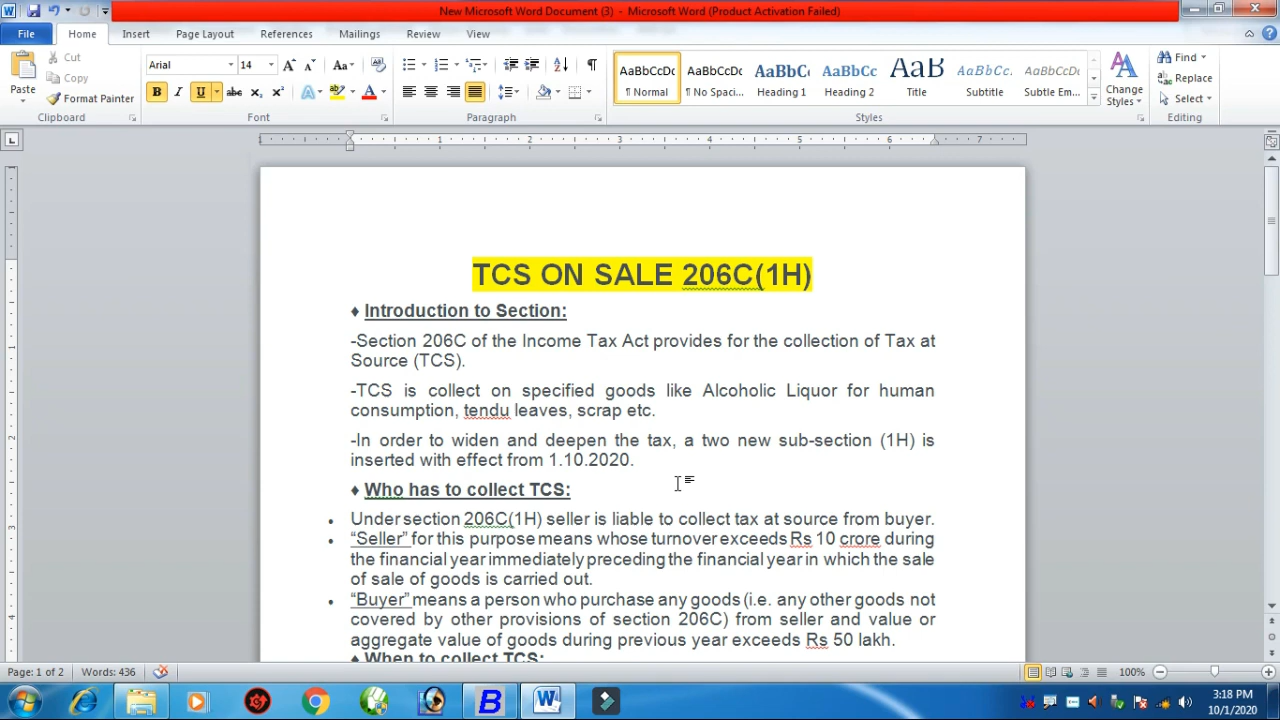 New Microsoft Word Document (3) - Microsoft Word (Product Activation Failed)
File Home Insert Page Layout References Mailings Review View
Paste
Cut
Copy
Format Painter
Clipboard
Arial 14
Font
Paragraph
AaBbCcDc AaBbCcDc AaBbC AaBbCc AaB AaBbCcDc AaBbCcDc
¶ Normal ¶ No Spaci... Heading 1 Heading 2 Title Subtitle Subtle Em...
Styles
Change Styles
Find
Replace
Select
Editing
TCS ON SALE 206C(1H)
♦ Introduction to Section:
-Section 206C of the Income Tax Act provides for the collection of Tax at
Source (TCS).
-TCS is collect on specified goods like Alcoholic Liquor for human
consumption, tendu leaves, scrap etc.
-In order to widen and deepen the tax, a two new sub-section (1H) is
inserted with effect from 1.10.2020.
♦ Who has to collect TCS:
• Under section 206C(1H) seller is liable to collect tax at source from buyer.
• “Seller” for this purpose means whose turnover exceeds Rs 10 crore during
the financial year immediately preceding the financial year in which the sale
of sale of goods is carried out.
• “Buyer” means a person who purchase any goods (i.e. any other goods not
covered by other provisions of section 206C) from seller and value or
aggregate value of goods during previous year exceeds Rs 50 lakh.
♦ When to collect TCS:
Page: 1 of 2 Words: 436 100%
3:18 PM
10/1/2020